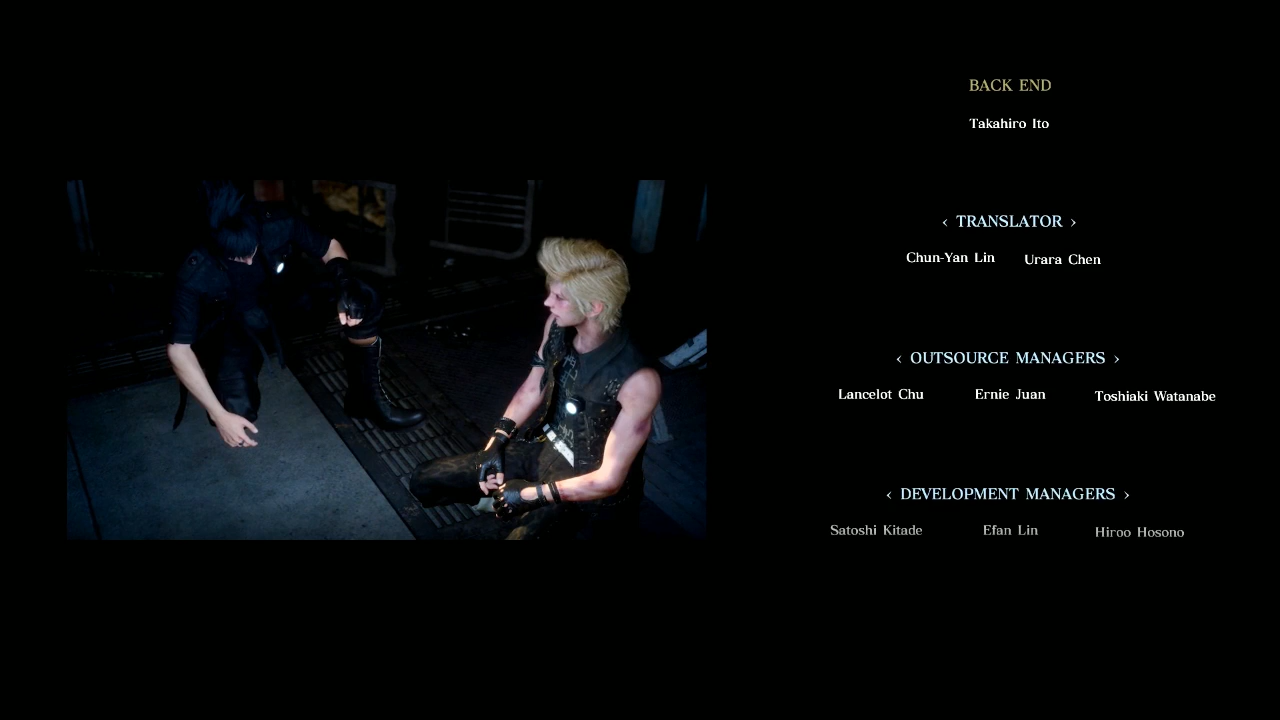 BACK END
Takahiro Ito
‹ TRANSLATOR ›
Chun-Yan Lin Urara Chen
‹ OUTSOURCE MANAGERS ›
Lancelot Chu Ernie Juan Toshiaki Watanabe
‹ DEVELOPMENT MANAGERS ›
Satoshi Kitade Efan Lin Hiroo Hosono